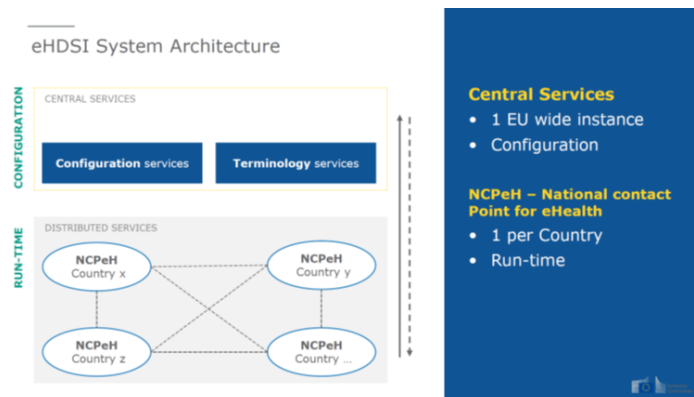 eHDSI System Architecture
CONFIGURATION
CENTRAL SERVICES
Configuration services
Terminology services
RUN-TIME
DISTRIBUTED SERVICES
NCPeH
Country x
NCPeH
Country y
NCPeH
Country z
NCPeH
Country ...
Central Services
• 1 EU wide instance
• Configuration
NCPeH – National contact
Point for eHealth
• 1 per Country
• Run-time